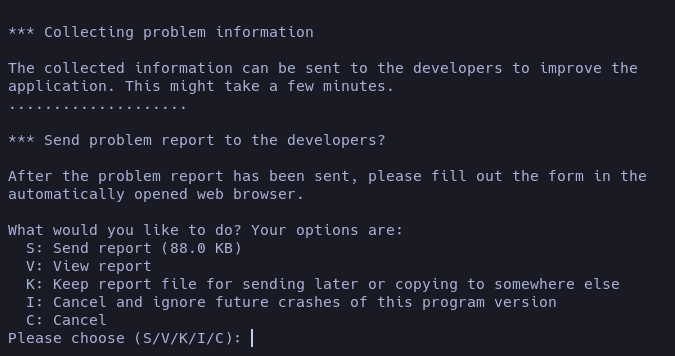 *** Collecting problem information
The collected information can be sent to the developers to improve the
application. This might take a few minutes.
....................
*** Send problem report to the developers?
After the problem report has been sent, please fill out the form in the
automatically opened web browser.
What would you like to do? Your options are:
S: Send report (88.0 KB)
V: View report
K: Keep report file for sending later or copying to somewhere else
I: Cancel and ignore future crashes of this program version
C: Cancel
Please choose (S/V/K/I/C):